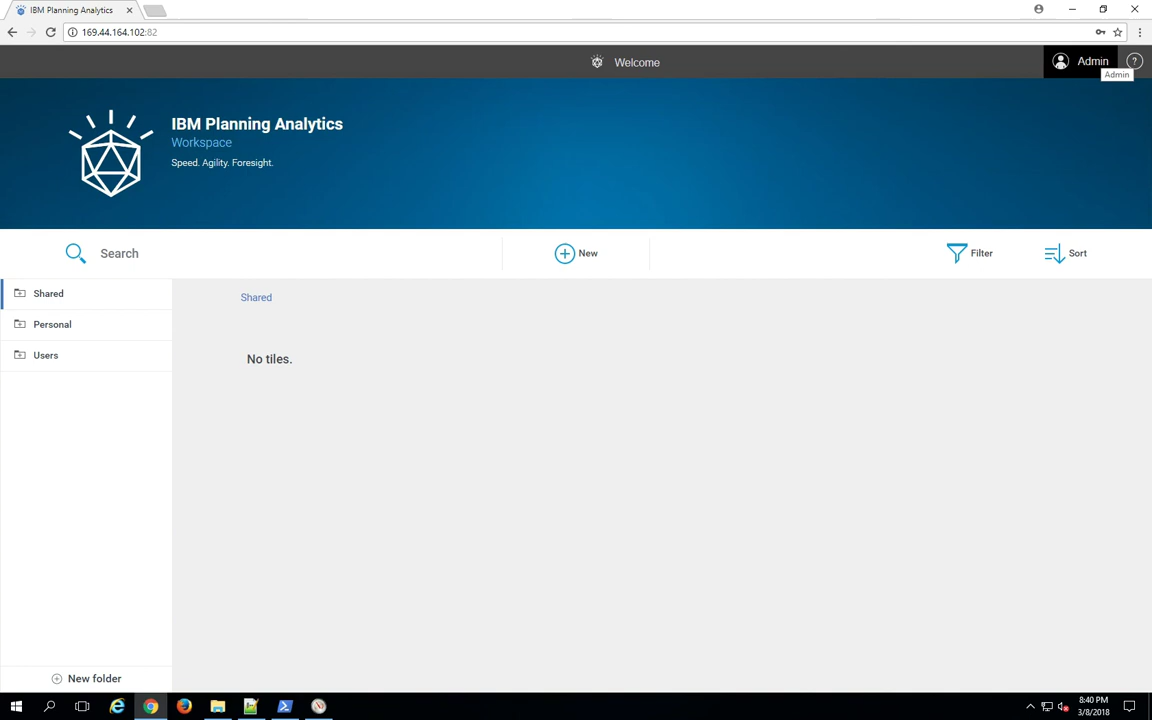 IBM Planning Analytics
169.44.164.102:82
Welcome
Admin
?
Admin
IBM Planning Analytics
Workspace
Speed. Agility. Foresight.
Search
New
Filter
Sort
Shared
Personal
Users
Shared
No tiles.
New folder
8:40 PM
3/8/2018